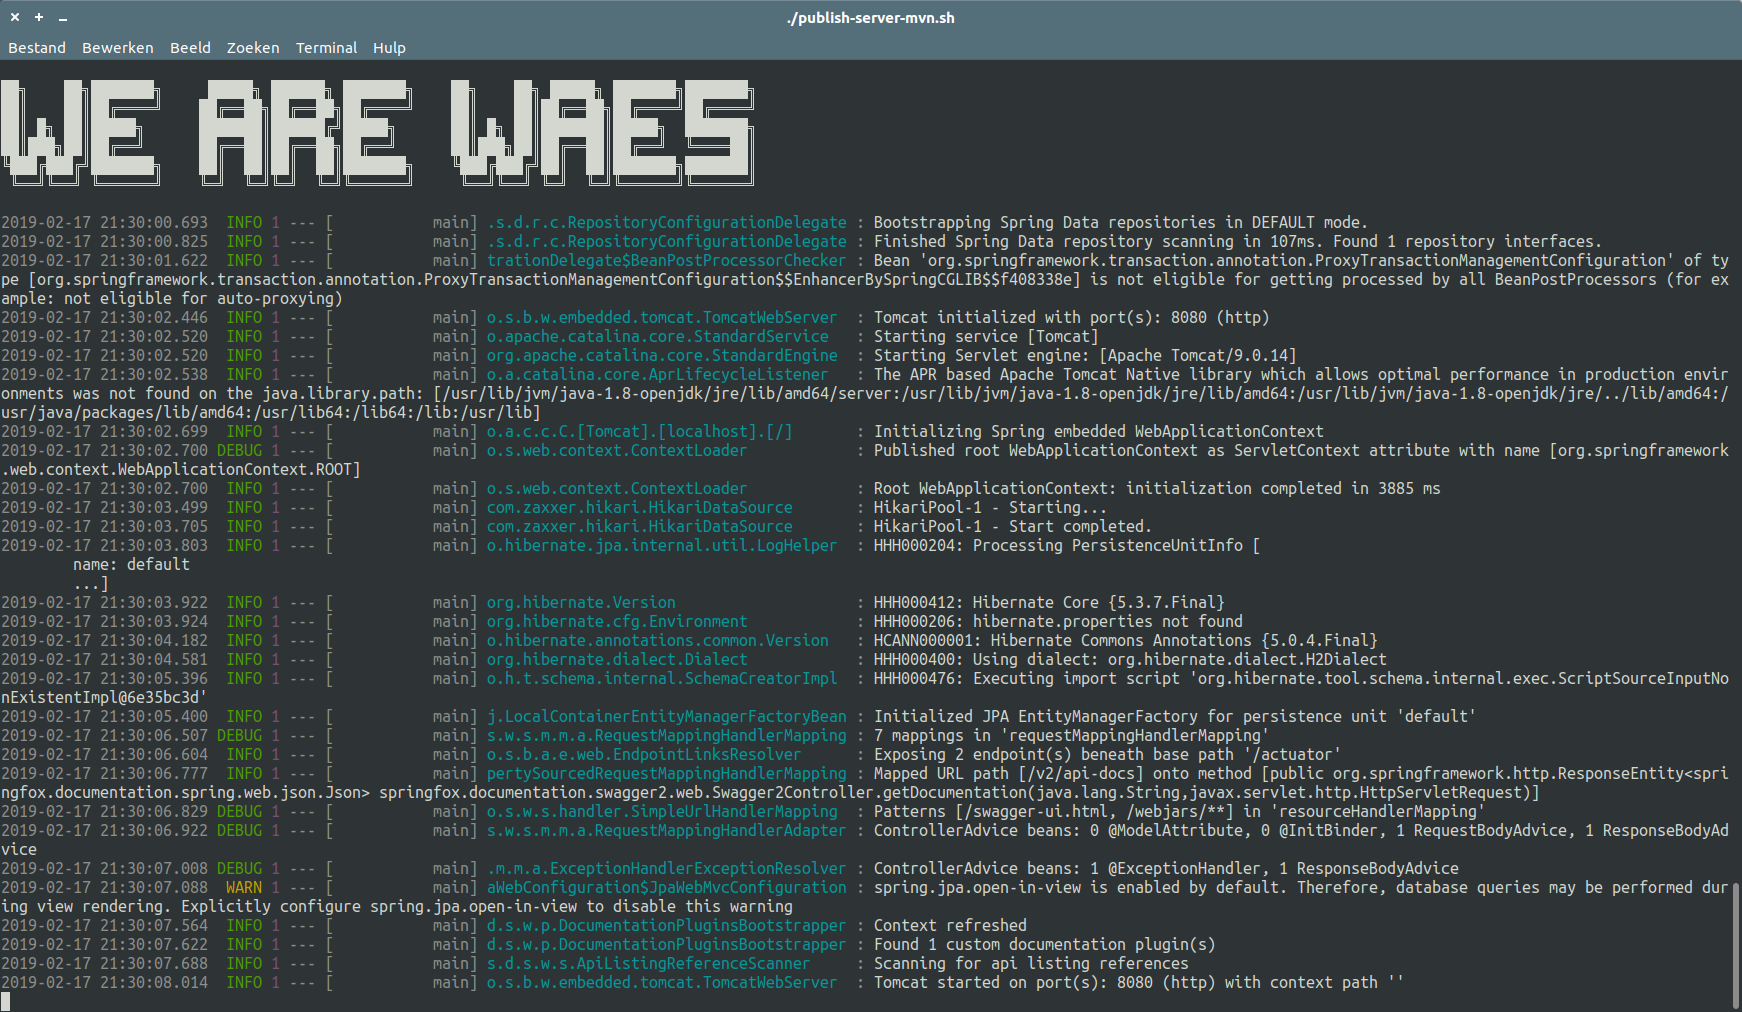 ./publish-server-mvn.sh
Bestand Bewerken Beeld Zoeken Terminal Hulp
WE ARE WAES
2019-02-17 21:30:00.693  INFO 1 --- [           main] .s.d.r.c.RepositoryConfigurationDelegate : Bootstrapping Spring Data repositories in DEFAULT mode.
2019-02-17 21:30:00.825  INFO 1 --- [           main] .s.d.r.c.RepositoryConfigurationDelegate : Finished Spring Data repository scanning in 107ms. Found 1 repository interfaces.
2019-02-17 21:30:01.622  INFO 1 --- [           main] trationDelegate$BeanPostProcessorChecker : Bean 'org.springframework.transaction.annotation.ProxyTransactionManagementConfiguration' of ty
pe [org.springframework.transaction.annotation.ProxyTransactionManagementConfiguration$$EnhancerBySpringCGLIB$$f408338e] is not eligible for getting processed by all BeanPostProcessors (for ex
ample: not eligible for auto-proxying)
2019-02-17 21:30:02.446  INFO 1 --- [           main] o.s.b.w.embedded.tomcat.TomcatWebServer  : Tomcat initialized with port(s): 8080 (http)
2019-02-17 21:30:02.520  INFO 1 --- [           main] o.apache.catalina.core.StandardService   : Starting service [Tomcat]
2019-02-17 21:30:02.520  INFO 1 --- [           main] org.apache.catalina.core.StandardEngine  : Starting Servlet engine: [Apache Tomcat/9.0.14]
2019-02-17 21:30:02.538  INFO 1 --- [           main] o.a.catalina.core.AprLifecycleListener   : The APR based Apache Tomcat Native library which allows optimal performance in production envir
onments was not found on the java.library.path: [/usr/lib/jvm/java-1.8-openjdk/jre/lib/amd64/server:/usr/lib/jvm/java-1.8-openjdk/jre/lib/amd64:/usr/lib/jvm/java-1.8-openjdk/jre/../lib/amd64:/
usr/java/packages/lib/amd64:/usr/lib64:/lib64:/lib:/usr/lib]
2019-02-17 21:30:02.699  INFO 1 --- [           main] o.a.c.c.C.[Tomcat].[localhost].[/]       : Initializing Spring embedded WebApplicationContext
2019-02-17 21:30:02.700 DEBUG 1 --- [           main] o.s.web.context.ContextLoader            : Published root WebApplicationContext as ServletContext attribute with name [org.springframework
.web.context.WebApplicationContext.ROOT]
2019-02-17 21:30:02.700  INFO 1 --- [           main] o.s.web.context.ContextLoader            : Root WebApplicationContext: initialization completed in 3885 ms
2019-02-17 21:30:03.499  INFO 1 --- [           main] com.zaxxer.hikari.HikariDataSource       : HikariPool-1 - Starting...
2019-02-17 21:30:03.705  INFO 1 --- [           main] com.zaxxer.hikari.HikariDataSource       : HikariPool-1 - Start completed.
2019-02-17 21:30:03.803  INFO 1 --- [           main] o.hibernate.jpa.internal.util.LogHelper  : HHH000204: Processing PersistenceUnitInfo [
        name: default
        ...]
2019-02-17 21:30:03.922  INFO 1 --- [           main] org.hibernate.Version                    : HHH000412: Hibernate Core {5.3.7.Final}
2019-02-17 21:30:03.924  INFO 1 --- [           main] org.hibernate.cfg.Environment            : HHH000206: hibernate.properties not found
2019-02-17 21:30:04.182  INFO 1 --- [           main] o.hibernate.annotations.common.Version   : HCANN000001: Hibernate Commons Annotations {5.0.4.Final}
2019-02-17 21:30:04.581  INFO 1 --- [           main] org.hibernate.dialect.Dialect            : HHH000400: Using dialect: org.hibernate.dialect.H2Dialect
2019-02-17 21:30:05.396  INFO 1 --- [           main] o.h.t.schema.internal.SchemaCreatorImpl  : HHH000476: Executing import script 'org.hibernate.tool.schema.internal.exec.ScriptSourceInputNo
nExistentImpl@6e35bc3d'
2019-02-17 21:30:05.400  INFO 1 --- [           main] j.LocalContainerEntityManagerFactoryBean : Initialized JPA EntityManagerFactory for persistence unit 'default'
2019-02-17 21:30:06.507 DEBUG 1 --- [           main] s.w.s.m.m.a.RequestMappingHandlerMapping : 7 mappings in 'requestMappingHandlerMapping'
2019-02-17 21:30:06.604  INFO 1 --- [           main] o.s.b.a.e.web.EndpointLinksResolver      : Exposing 2 endpoint(s) beneath base path '/actuator'
2019-02-17 21:30:06.777  INFO 1 --- [           main] pertySourcedRequestMappingHandlerMapping : Mapped URL path [/v2/api-docs] onto method [public org.springframework.http.ResponseEntity<spri
ngfox.documentation.spring.web.json.Json> springfox.documentation.swagger2.web.Swagger2Controller.getDocumentation(java.lang.String,javax.servlet.http.HttpServletRequest)]
2019-02-17 21:30:06.829 DEBUG 1 --- [           main] o.s.w.s.handler.SimpleUrlHandlerMapping  : Patterns [/swagger-ui.html, /webjars/**] in 'resourceHandlerMapping'
2019-02-17 21:30:06.922 DEBUG 1 --- [           main] s.w.s.m.m.a.RequestMappingHandlerAdapter : ControllerAdvice beans: 0 @ModelAttribute, 0 @InitBinder, 1 RequestBodyAdvice, 1 ResponseBodyAd
vice
2019-02-17 21:30:07.008 DEBUG 1 --- [           main] .m.m.a.ExceptionHandlerExceptionResolver : ControllerAdvice beans: 1 @ExceptionHandler, 1 ResponseBodyAdvice
2019-02-17 21:30:07.088  WARN 1 --- [           main] aWebConfiguration$JpaWebMvcConfiguration : spring.jpa.open-in-view is enabled by default. Therefore, database queries may be performed dur
ing view rendering. Explicitly configure spring.jpa.open-in-view to disable this warning
2019-02-17 21:30:07.564  INFO 1 --- [           main] d.s.w.p.DocumentationPluginsBootstrapper : Context refreshed
2019-02-17 21:30:07.622  INFO 1 --- [           main] d.s.w.p.DocumentationPluginsBootstrapper : Found 1 custom documentation plugin(s)
2019-02-17 21:30:07.688  INFO 1 --- [           main] s.d.s.w.s.ApiListingReferenceScanner     : Scanning for api listing references
2019-02-17 21:30:08.014  INFO 1 --- [           main] o.s.b.w.embedded.tomcat.TomcatWebServer  : Tomcat started on port(s): 8080 (http) with context path ''